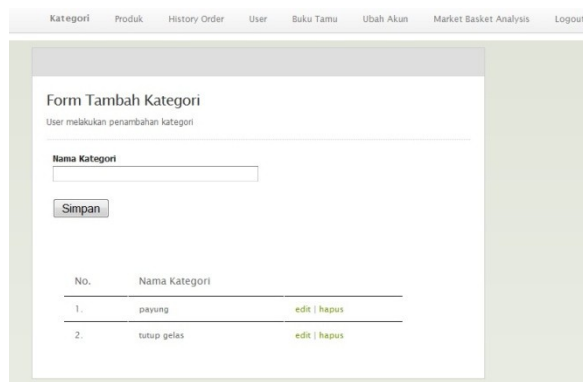 Kategori Produk History Order User Buku Tamu Ubah Akun Market Basket Analysis Logout
Form Tambah Kategori
User melakukan penambahan kategori
Nama Kategori
Simpan
No. Nama Kategori
1. payung edit | hapus
2. tutup gelas edit | hapus